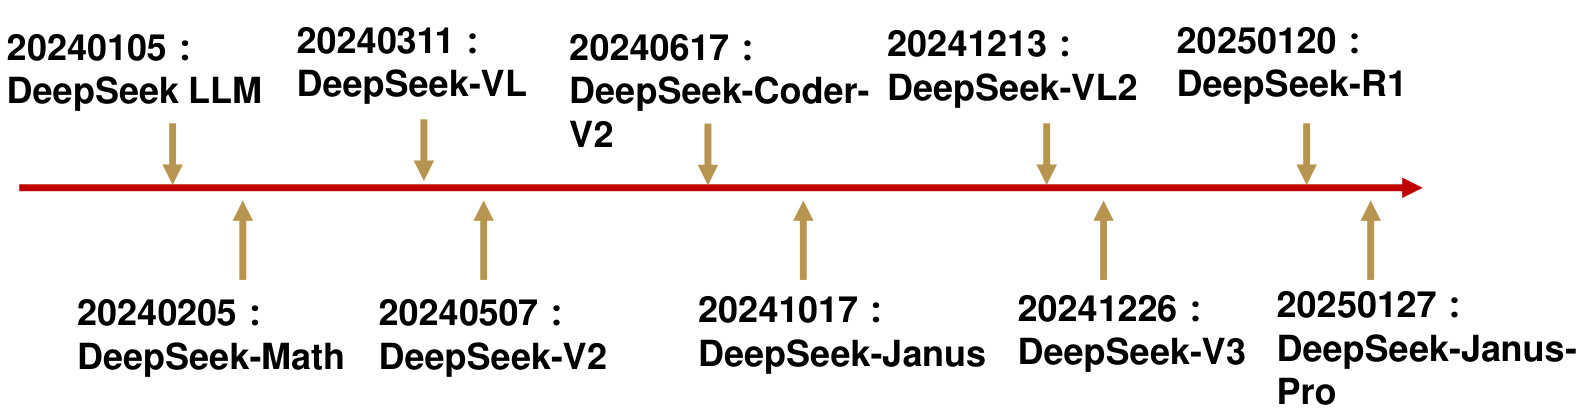 20240105：
DeepSeek LLM
20240311：
DeepSeek-VL
20240617：
DeepSeek-Coder-
V2
20241213：
DeepSeek-VL2
20250120：
DeepSeek-R1
20240205：
DeepSeek-Math
20240507：
DeepSeek-V2
20241017：
DeepSeek-Janus
20241226：
DeepSeek-V3
20250127：
DeepSeek-Janus-
Pro